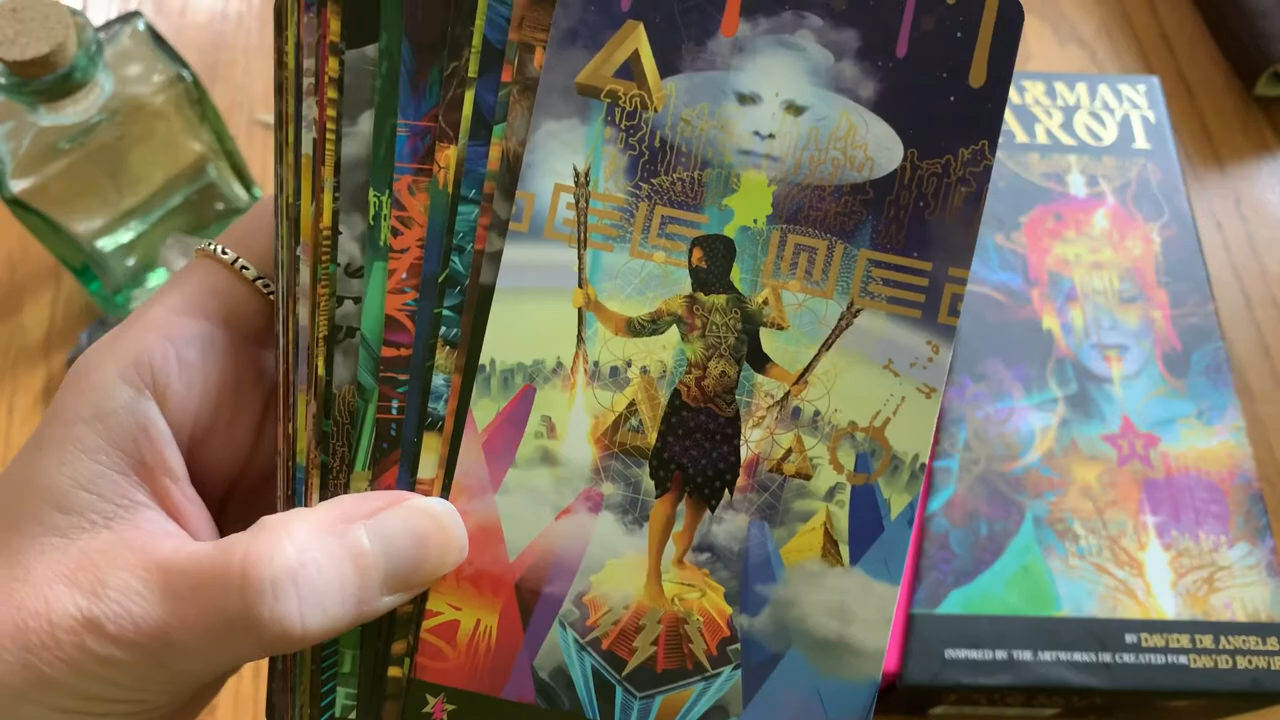 ARMAN
AROT
BY DAVIDE DE ANGELIS
INSPIRED BY THE ARTWORKS HE CREATED FOR DAVID BOWIE